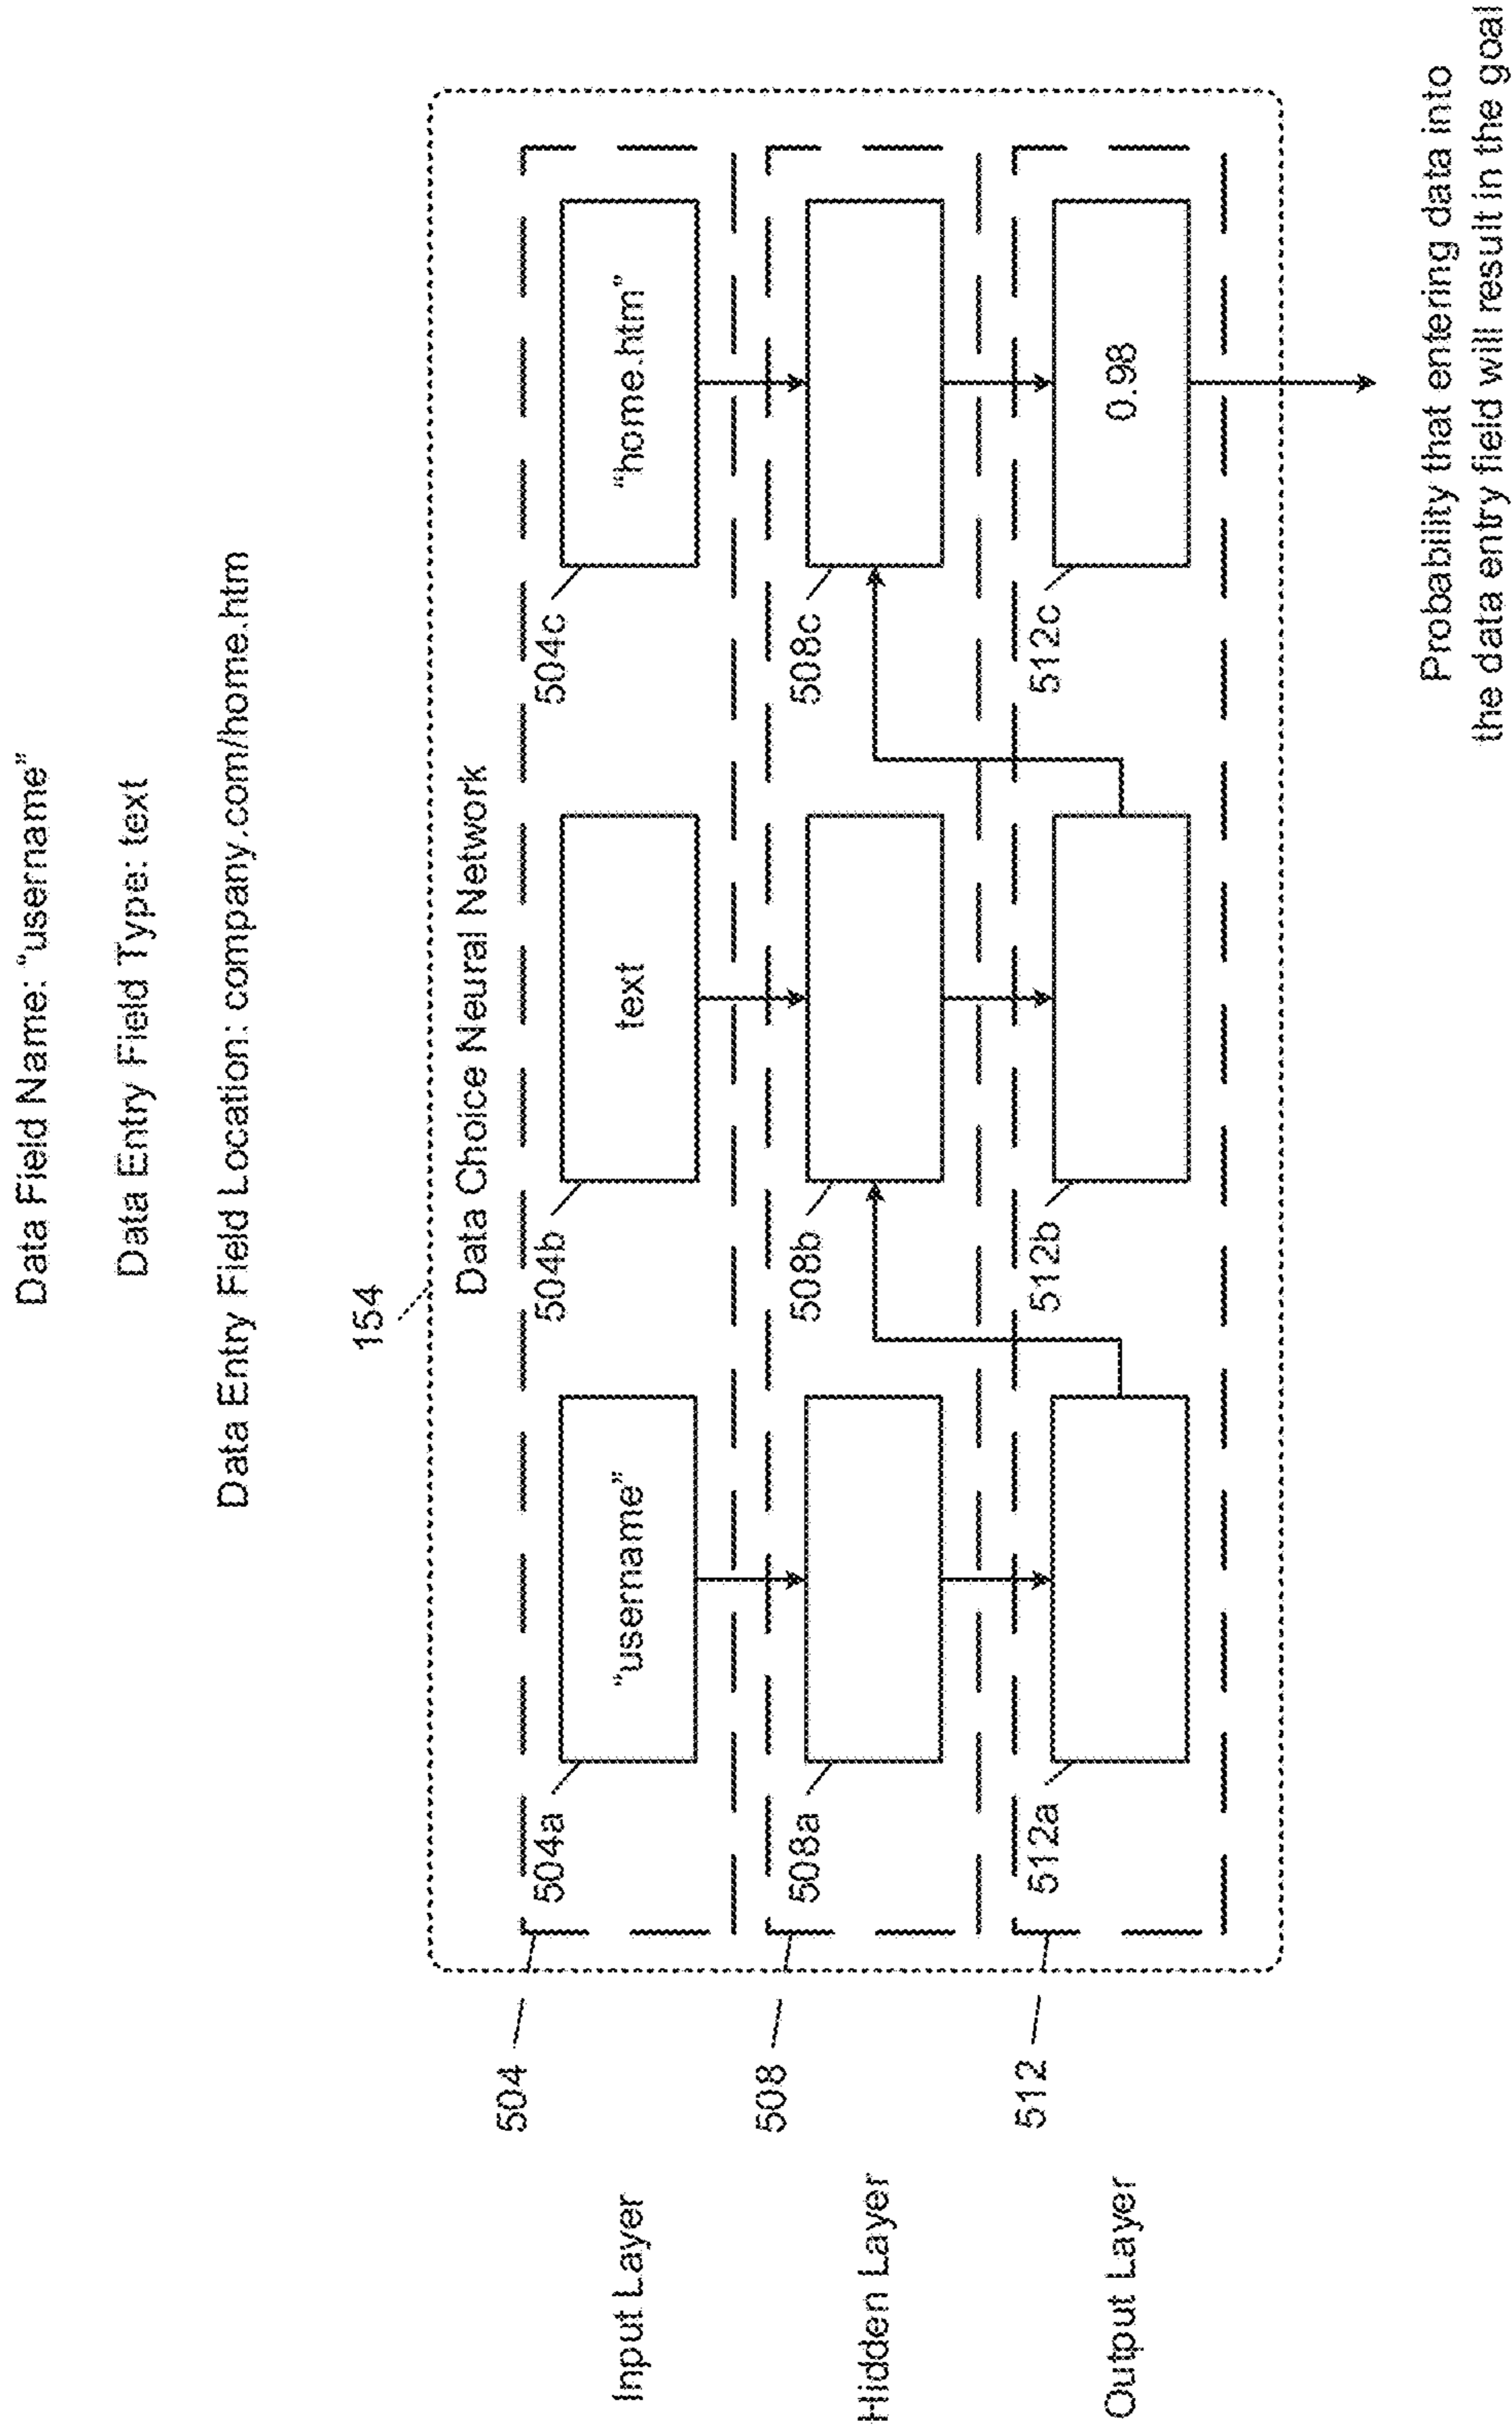 Data Field Name: “username”
Data Entry Field Type: text
Data Entry Field Location: company.com/home.htm
154
Data Choice Neural Network
504
504a
504b
504c
Input Layer
“username”
text
“home.htm”
508
508a
508b
508c
Hidden Layer
512
512a
512b
512c
Output Layer
0.98
Probability that entering data into
the data entry field will result in the goal